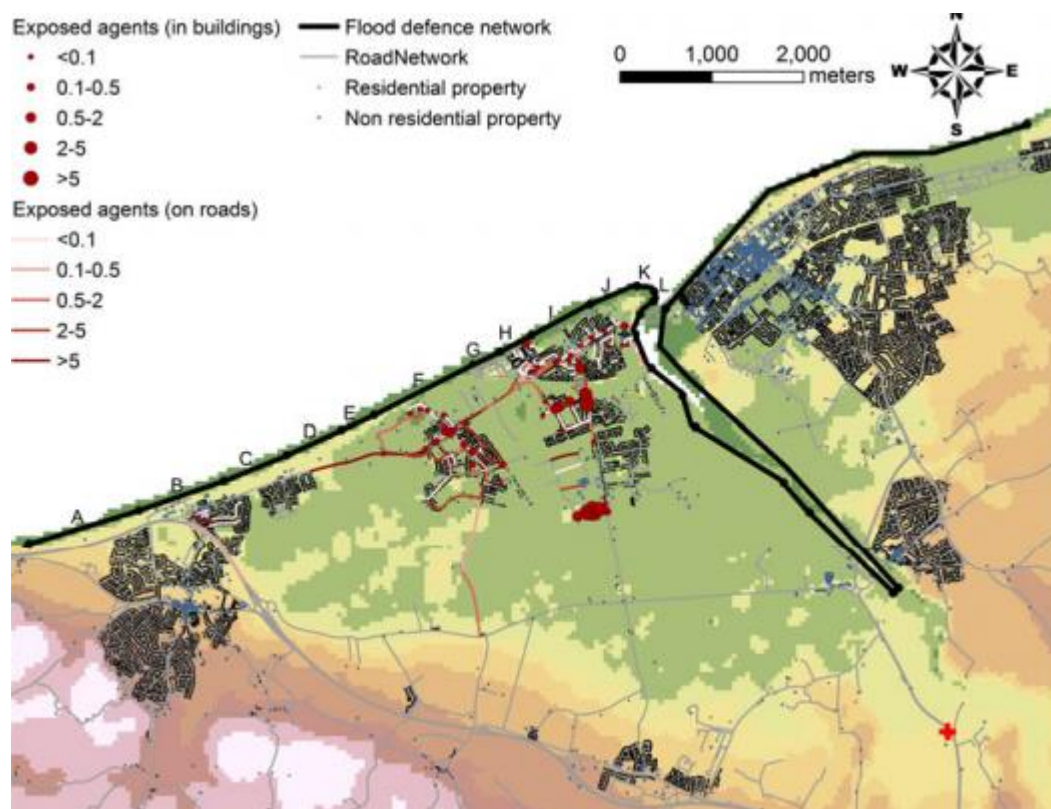 Exposed agents (in buildings)
<0.1
0.1-0.5
0.5-2
2-5
>5
Exposed agents (on roads)
<0.1
0.1-0.5
0.5-2
2-5
>5
Flood defence network
RoadNetwork
Residential property
Non residential property
0 1,000 2,000
meters
N
W E
S
A
B
C
D
E
F
G
H
I
J
K
L